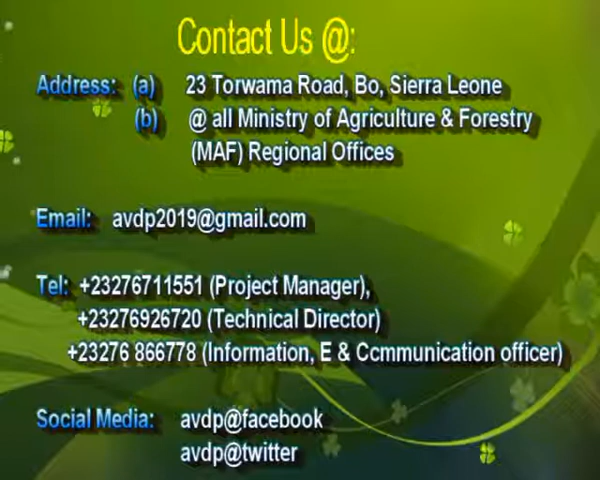 Contact Us @:
Address: (a) 23 Torwama Road, Bo, Sierra Leone
(b) @ all Ministry of Agriculture & Forestry
(MAF) Regional Offices
Email: avdp2019@gmail.com
Tel: +23276711551 (Project Manager),
+23276926720 (Technical Director)
+23276 866778 (Information, E & Communication officer)
Social Media: avdp@facebook
avdp@twitter